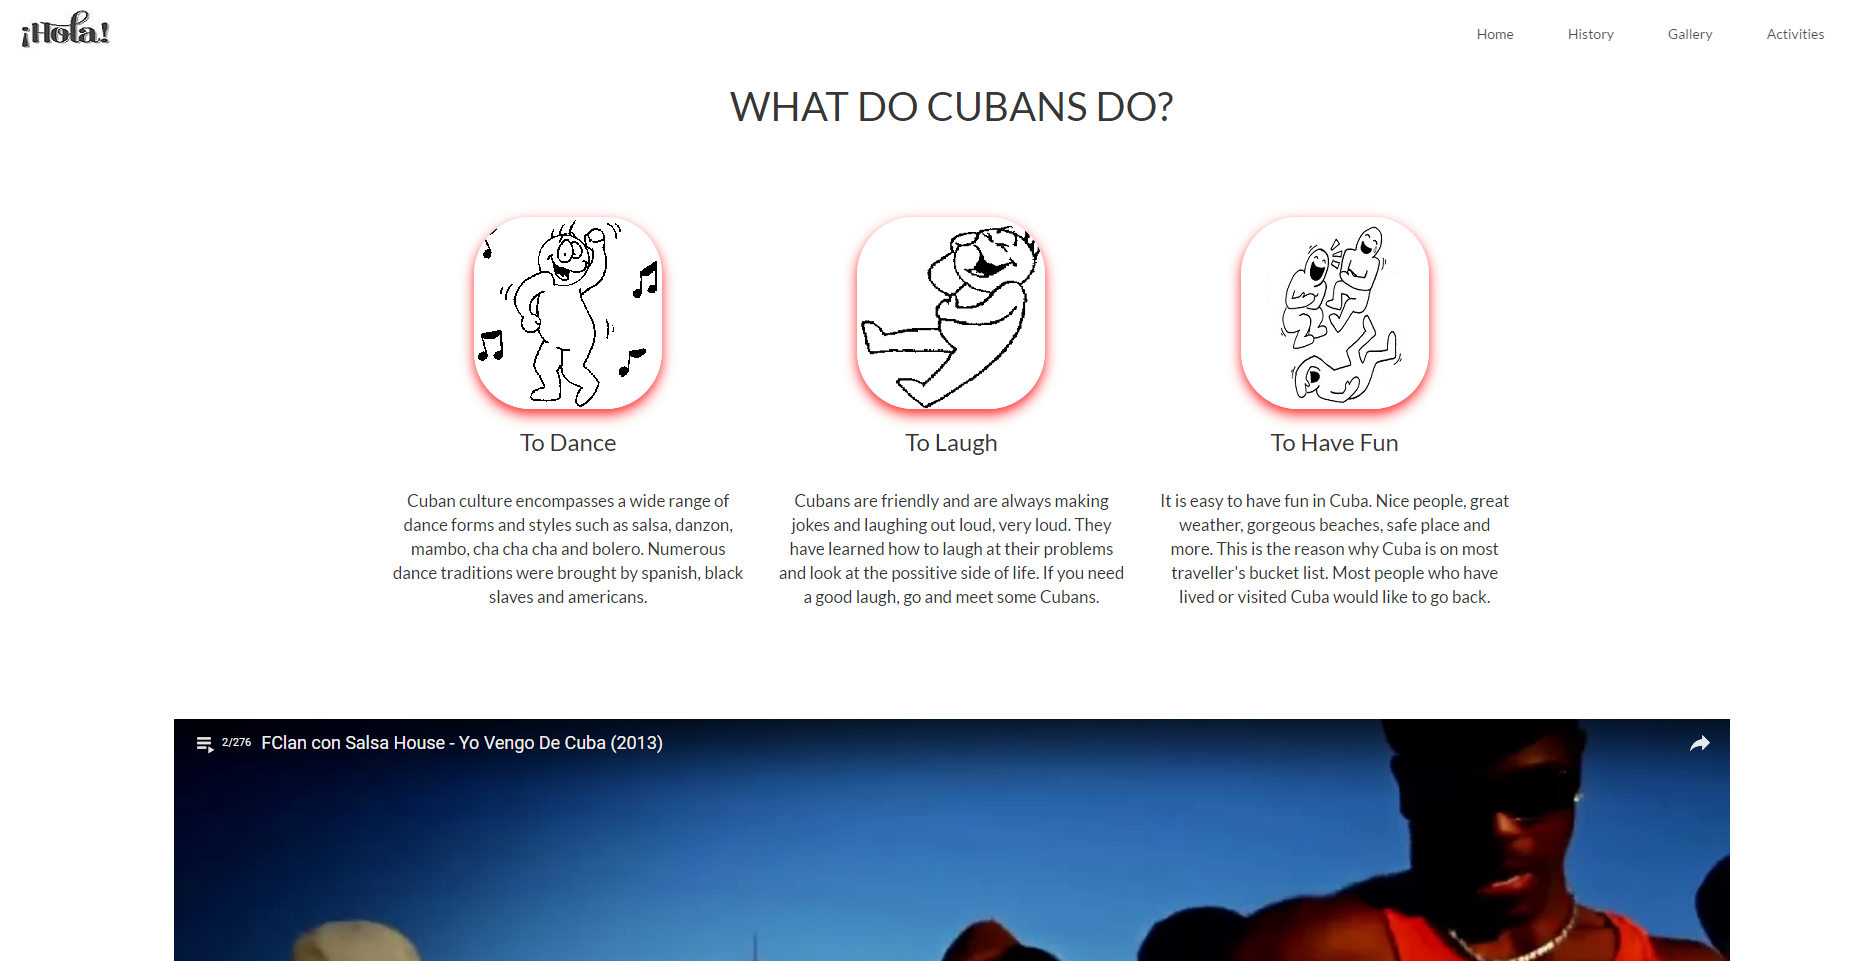 ¡Hola!
Home
History
Gallery
Activities
WHAT DO CUBANS DO?
To Dance
Cuban culture encompasses a wide range of
dance forms and styles such as salsa, danzon,
mambo, cha cha cha and bolero. Numerous
dance traditions were brought by spanish, black
slaves and americans.
To Laugh
Cubans are friendly and are always making
jokes and laughing out loud, very loud. They
have learned how to laugh at their problems
and look at the possitive side of life. If you need
a good laugh, go and meet some Cubans.
To Have Fun
It is easy to have fun in Cuba. Nice people, great
weather, gorgeous beaches, safe place and
more. This is the reason why Cuba is on most
traveller's bucket list. Most people who have
lived or visited Cuba would like to go back.
2/276 FClan con Salsa House - Yo Vengo De Cuba (2013)